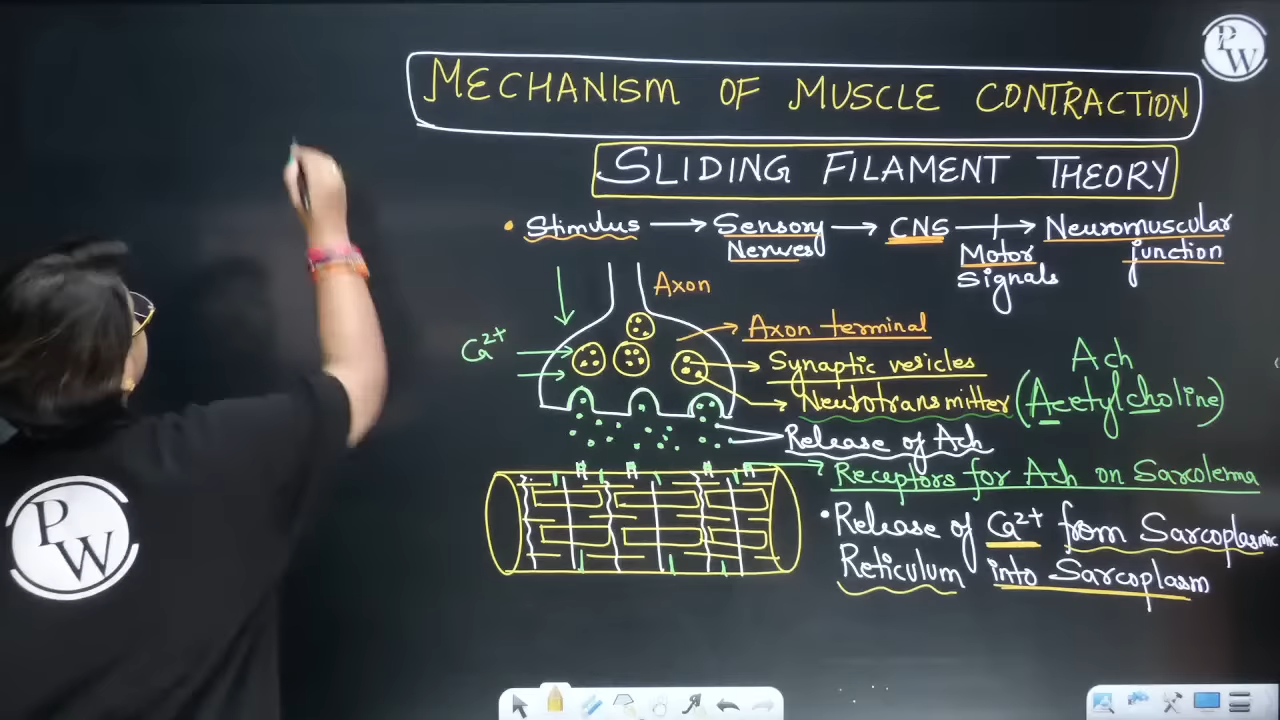 PW
MECHANISM OF MUSCLE CONTRACTION
SLIDING FILAMENT THEORY
• Stimulus → Sensory Nerves → CNS → Neuromuscular junction
Motor Signals
Axon
Axon terminal
Ca2+
Synaptic vesicles
Ach
Neurotransmitter (Acetylcholine)
Release of Ach
Receptors for Ach on Sarcolema
• Release of Ca2+ from Sarcoplasmic
Reticulum into Sarcoplasm
PW